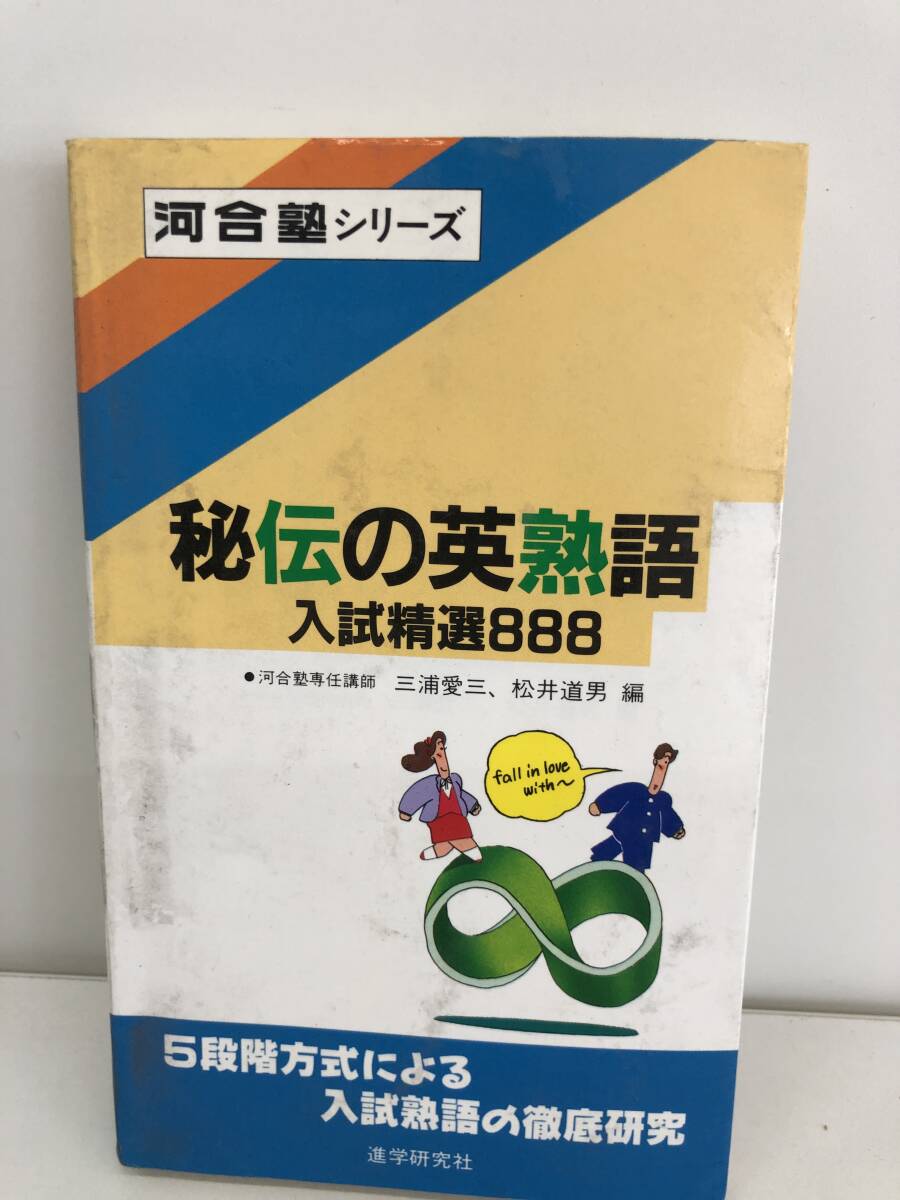 河合塾シリーズ
秘伝の英熟語
入試精選888
●河合塾専任講師 三浦愛三、松井道男 編
fall in love
with～
5段階方式による
入試熟語の徹底研究
進学研究社